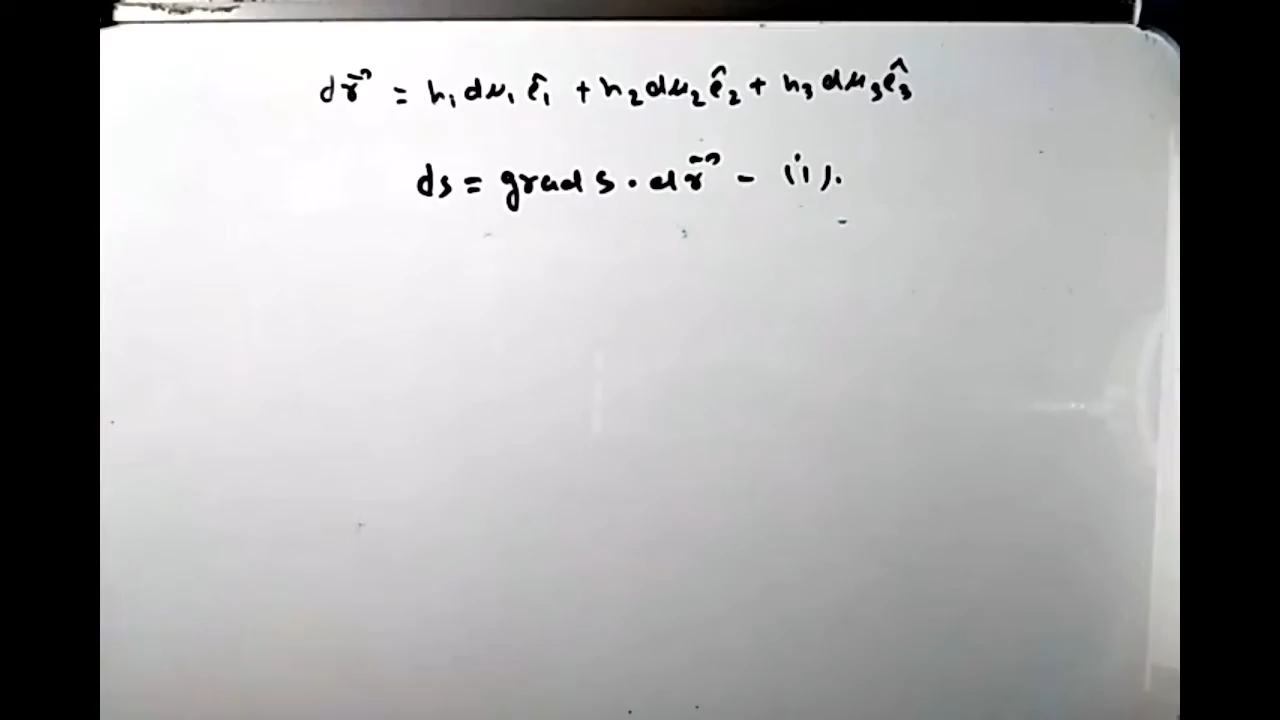 dr⃗ = h₁du₁ê₁ + h₂du₂ê₂ + h₃du₃ê₃
ds = grad s · dr⃗ - (i).